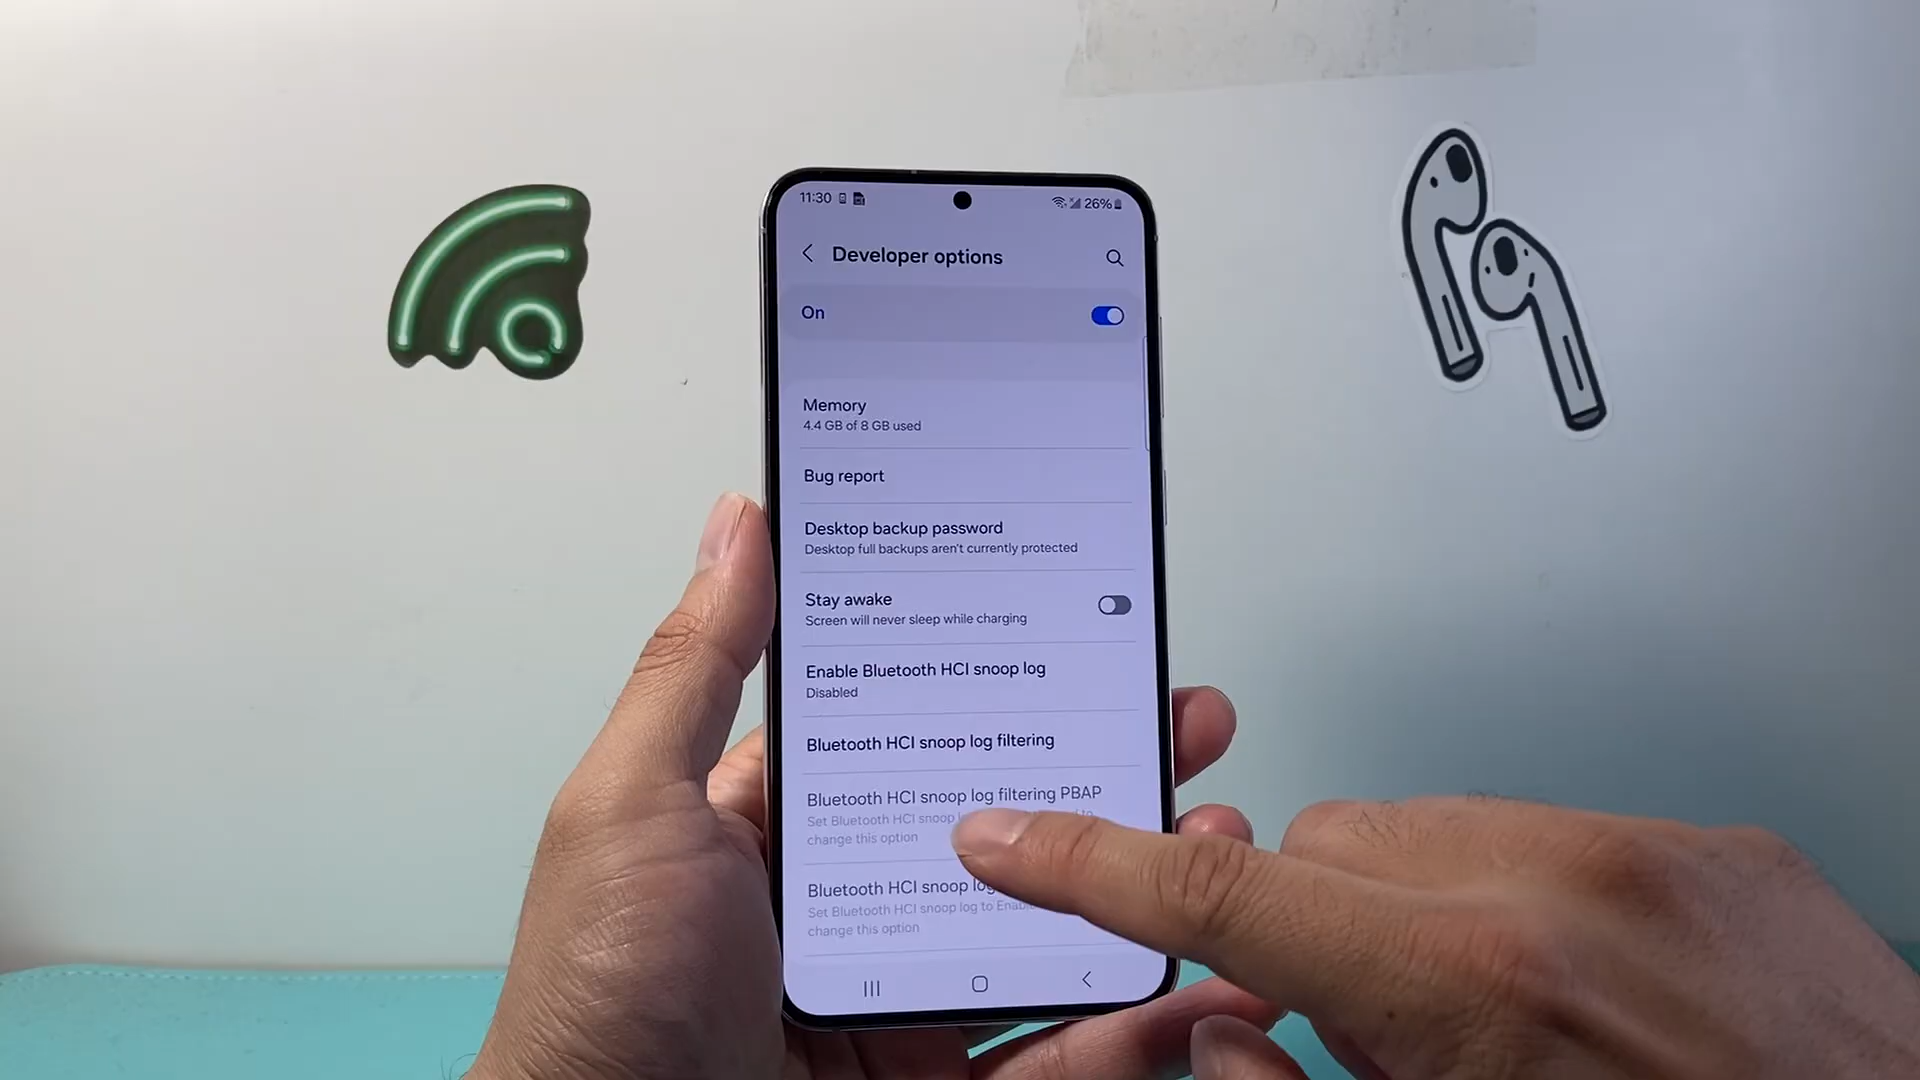 11:30
26%
Developer options
On
Memory
4.4 GB of 8 GB used
Bug report
Desktop backup password
Desktop full backups aren't currently protected
Stay awake
Screen will never sleep while charging
Enable Bluetooth HCI snoop log
Disabled
Bluetooth HCI snoop log filtering
Bluetooth HCI snoop log filtering PBAP
Set Bluetooth HCI snoop to
change this option
Bluetooth HCI snoop log
Set Bluetooth HCI snoop log to
change this option